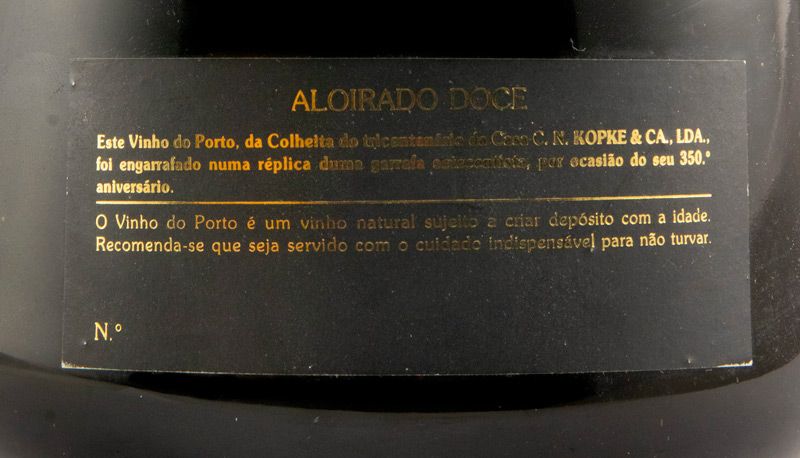 ALOIRADO DOCE
Este Vinho do Porto, da Colheita do tricentenário da Casa C. N. KOPKE & CA., LDA.,
foi engarrafado numa réplica duma garrafa setecentista, por ocasião do seu 350.º
aniversário.
O Vinho do Porto é um vinho natural sujeito a criar depósito com a idade.
Recomenda-se que seja servido com o cuidado indispensável para não turvar.
N.º